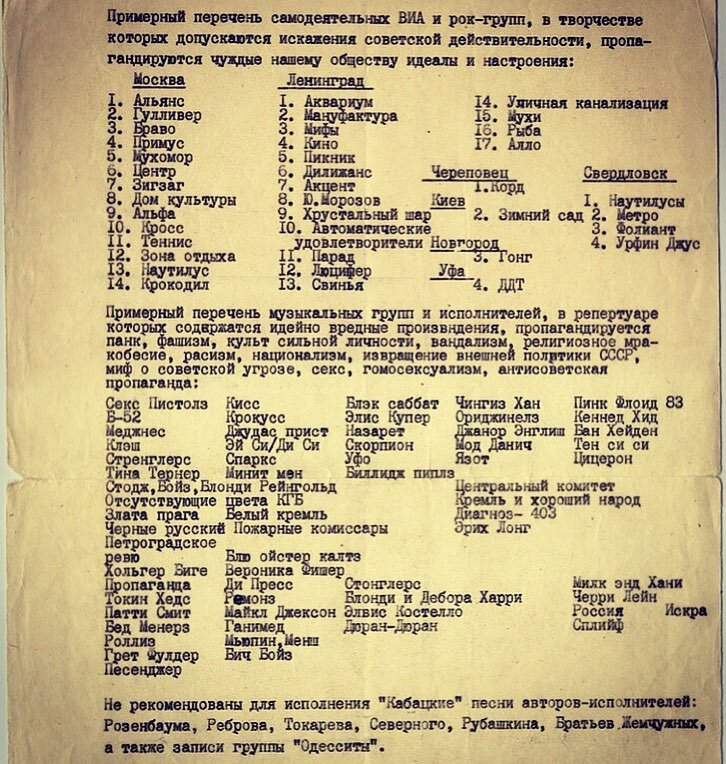 Примерный перечень самодеятельных ВИА и рок-групп, в творчестве
которых допускаются искажения советской действительности, пропа-
гандируются чуждые нашему обществу идеалы и настроения:
Москва Ленинград
1. Альянс 1. Аквариум 14. Уличная канализация
2. Гулливер 2. Мануфактура 15. Мухи
3. Браво 3. Мифы 16. Рыба
4. Примус 4. Кино 17. Алло
5. Мухомор 5. Пикник
6. Центр 6. Дилижанс Череповец Свердловск
7. Зигзаг 7. Акцент 1. Корд
8. Дом культуры 8. Ю.Морозов Киев 1. Наутилусы
9. Альфа 9. Хрустальный шар 2. Зимний сад 2. Метро
10. Кросс 10. Автоматические 3. Фолиант
11. Теннис удовлетворители Новгород 4. Урфин Джус
12. Зона отдыха 11. Парад 3. Гонг
13. Наутилус 12. Люцифер Уфа
14. Крокодил 13. Свинья 4. ДДТ
Примерный перечень музыкальных групп и исполнителей, в репертуаре
которых содержатся идейно вредные произвндения, пропагандируется
панк, фашизм, культ сильной личности, вандализм, религиозное мра-
кобесие, расизм, национализм, извращение внешней политики СССР,
миф о советской угрозе, секс, гомосексуализм, антисоветская
пропаганда:
Секс Пистолз Кисс Блэк саббат Чингиз Хан Пинк Флоид 83
Б-52 Крокусс Элис Купер Ориджинелз Кеннед Хид
Меджнес Джудас прист Назарет Джанор Энглиш Ван Хейден
Клэш Эй Си/Ди Си Скорпион Мод Данич Тен си си
Стренглерс Спаркс Уфо Язот Цицерон
Тина Тернер Минит мен Биллидж пиплз
Стодж,Бойз,Блонди Рейнгольд Центральный комитет
Отсутствующие цвета КГБ Кремль и хороший народ
Злата прага Белый кремль Диагноз- 403
Черные русский Пожарные комиссары Эрих Лонг
Петроградское
ревю Блю ойстер калтз
Хольгер Биге Вероника Фишер
Пропаганда Ди Пресс Стонглерс Милк энд Хани
Токин Хедс Рамонз Блонди и Дебора Харри Черри Лейн
Патти Смит Майкл Джексон Элвис Костелло Россия Искра
Бед Менерз Ганимед Дюран-Дюран Сплийф
Роллиз Мьюпин,Менш
Грет Фулдер Бич Бойз
Песенджер
Не рекомендованы для исполнения "Кабацкие" песни авторов-исполнителей:
Розенбаума, Реброва, Токарева, Северного, Рубашкина, Братьев Жемчужных,
а также записи группы "Одесситы".